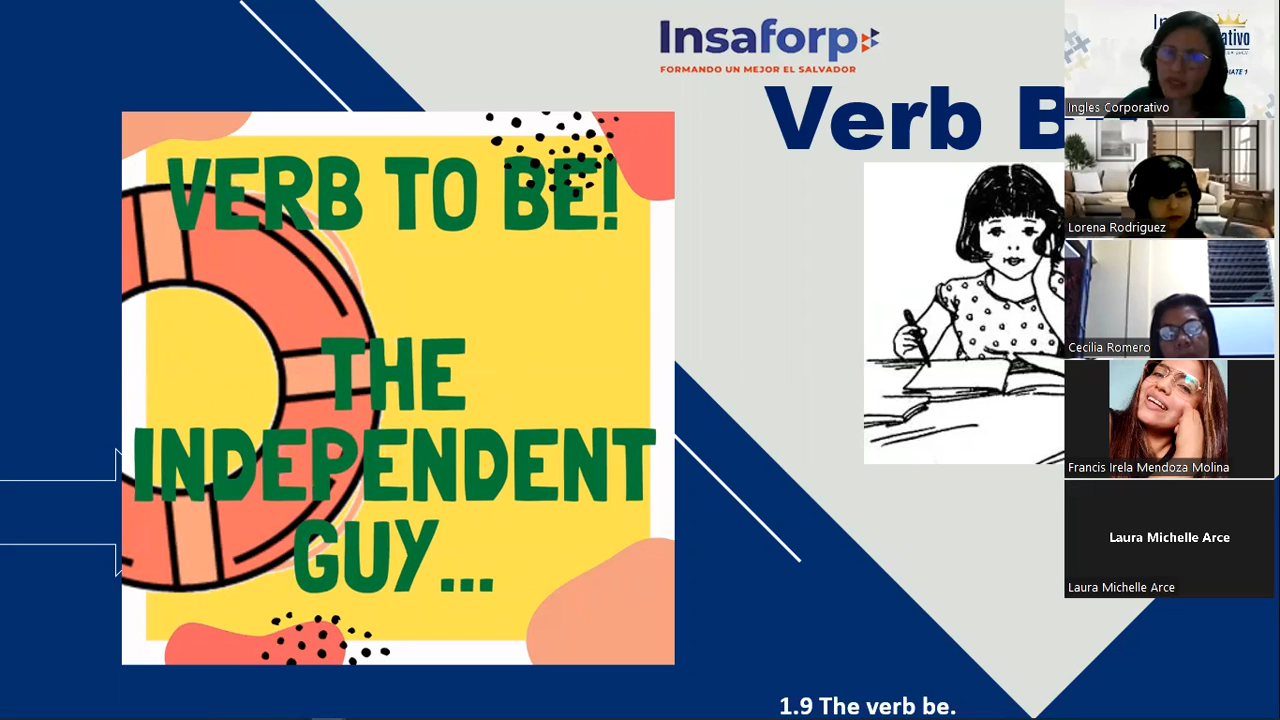 Insaforp
FORMANDO UN MEJOR EL SALVADOR
Verb B
VERB TO BE!
THE
INDEPENDENT
GUY...
1.9 The verb be.
Ingles Corporativo
Lorena Rodriguez
Cecilia Romero
Francis Irela Mendoza Molina
Laura Michelle Arce
Laura Michelle Arce